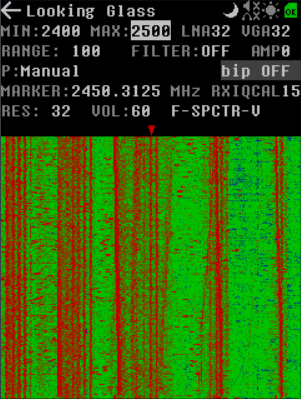 Looking Glass
MIN:2400 MAX:2500 LNA32 VGA32
RANGE: 100 FILTER:OFF AMP0
P:Manual bip OFF
MARKER:2450.3125 MHz RXIQCAL15
RES: 32 VOL:60 F-SPCTR-V